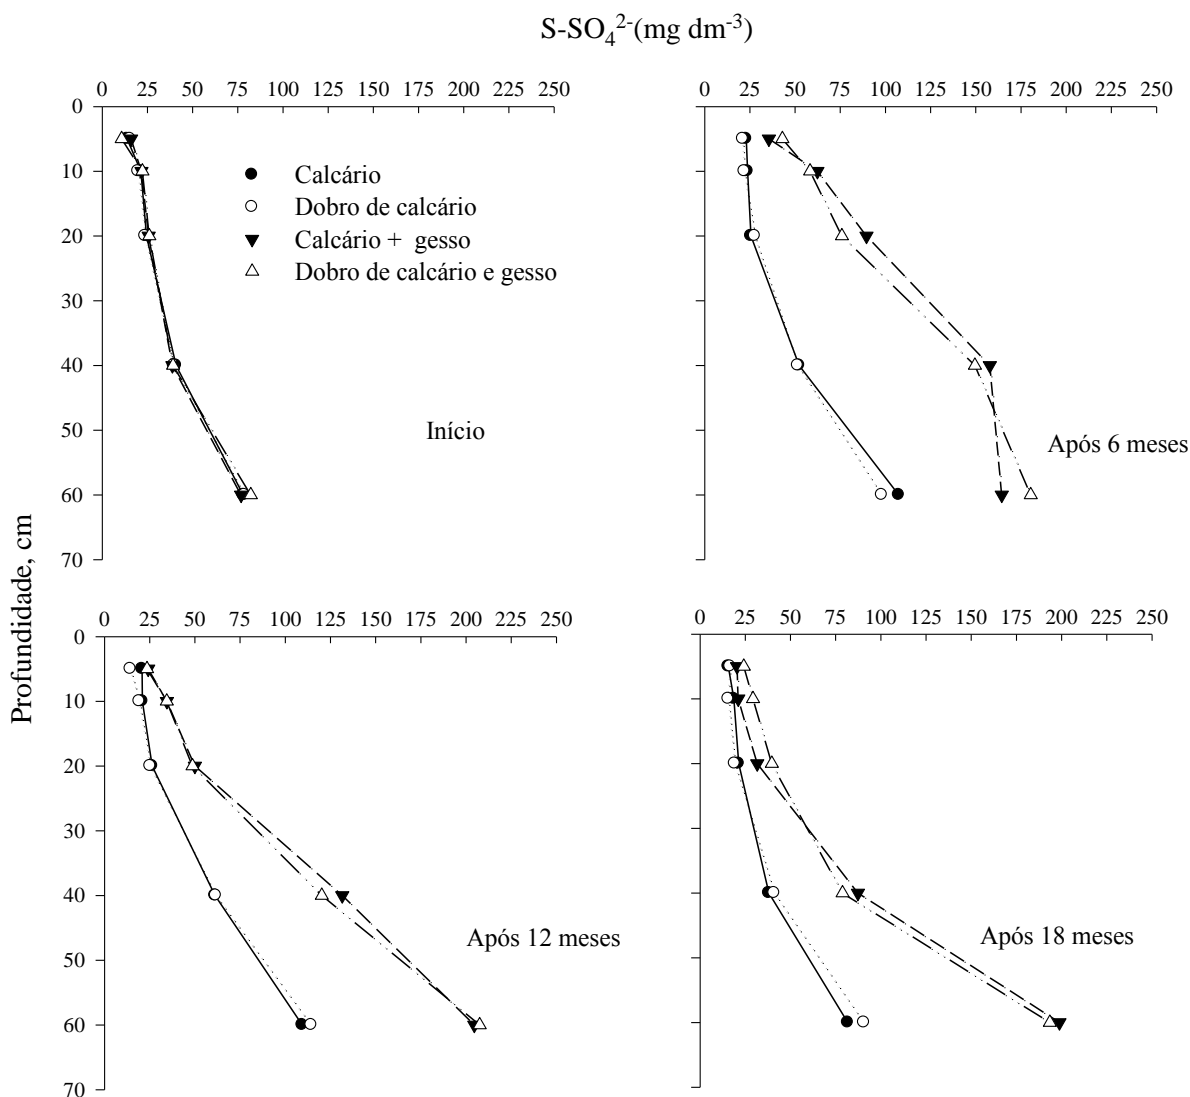 S-SO₄²⁻(mg dm⁻³)
0 25 50 75 100 125 150 175 200 225 250
0
10
20
30
40
50
60
70
Calcário
Dobro de calcário
Calcário + gesso
Dobro de calcário e gesso
Início
0 25 50 75 100 125 150 175 200 225 250
Após 6 meses
Profundidade, cm
0 25 50 75 100 125 150 175 200 225 250
0
10
20
30
40
50
60
70
Após 12 meses
0 25 50 75 100 125 150 175 200 225 250
Após 18 meses